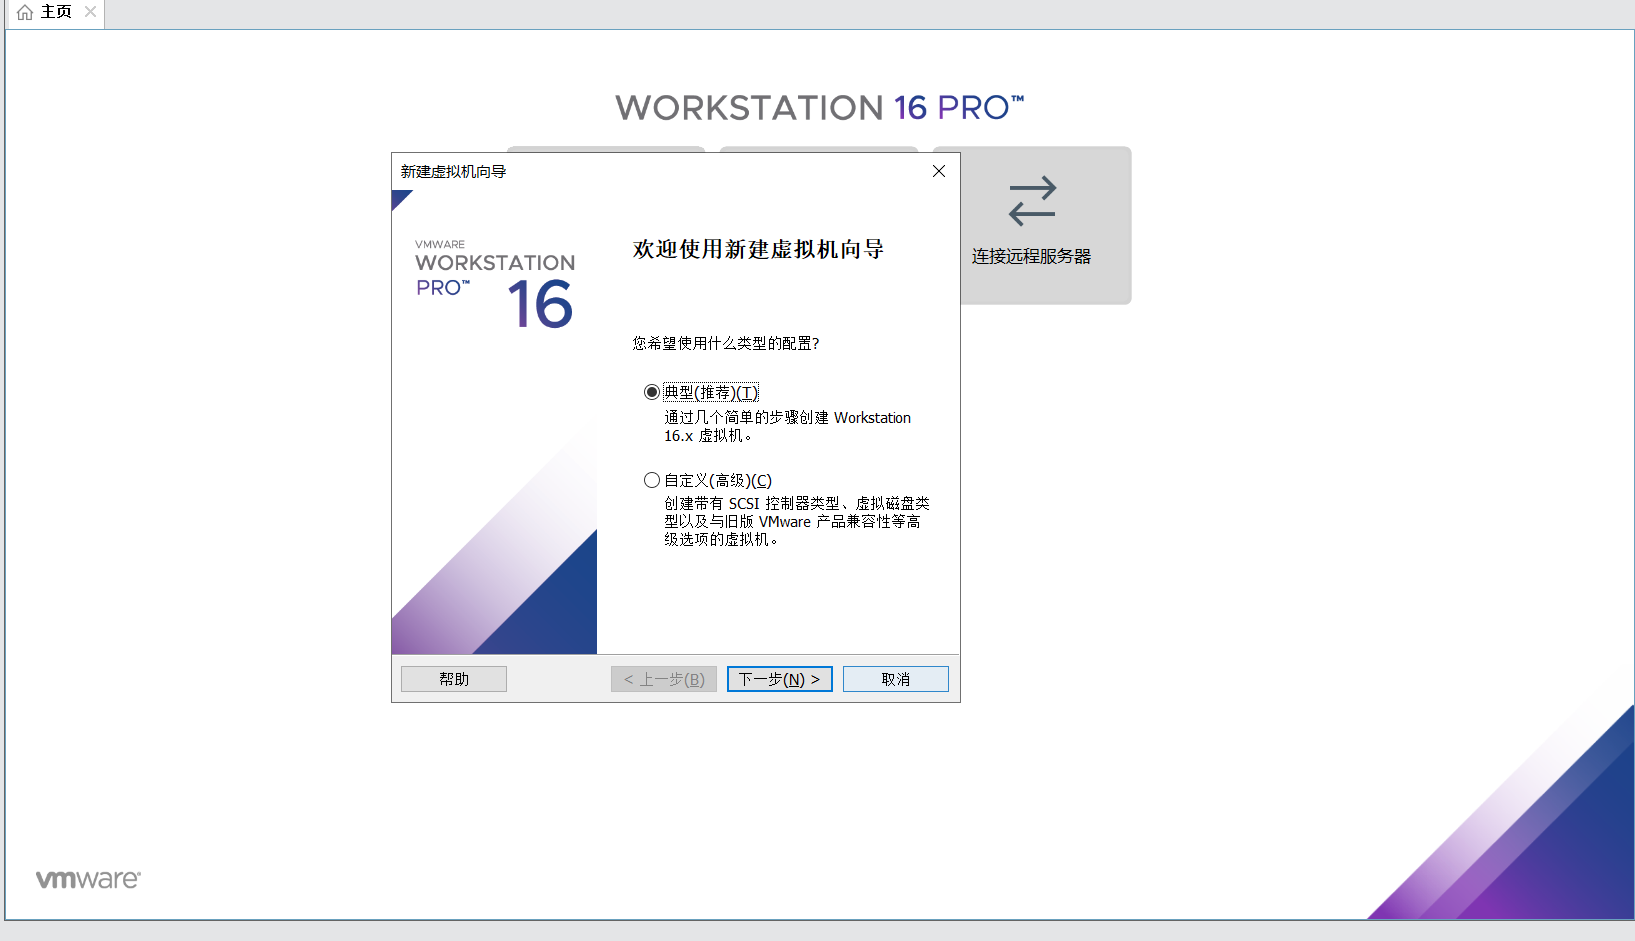 主页
WORKSTATION 16 PRO™
新建虚拟机向导
VMWARE
WORKSTATION
PRO™ 16
欢迎使用新建虚拟机向导
连接远程服务器
您希望使用什么类型的配置?
典型(推荐)(T)
通过几个简单的步骤创建 Workstation
16.x 虚拟机。
自定义(高级)(C)
创建带有 SCSI 控制器类型、虚拟磁盘类
型以及与旧版 VMware 产品兼容性等高
级选项的虚拟机。
帮助
< 上一步(B)
下一步(N) >
取消
vmware®